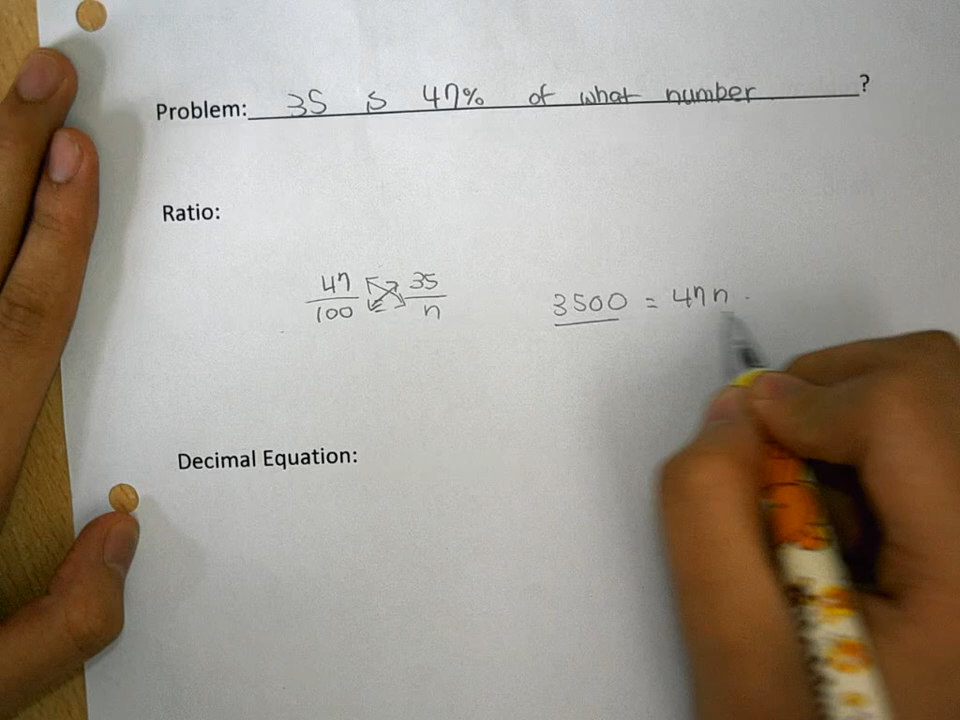 Problem: 35 is 47% of what number ?
Ratio:
47 35
100 n
3500 = 47n
Decimal Equation: